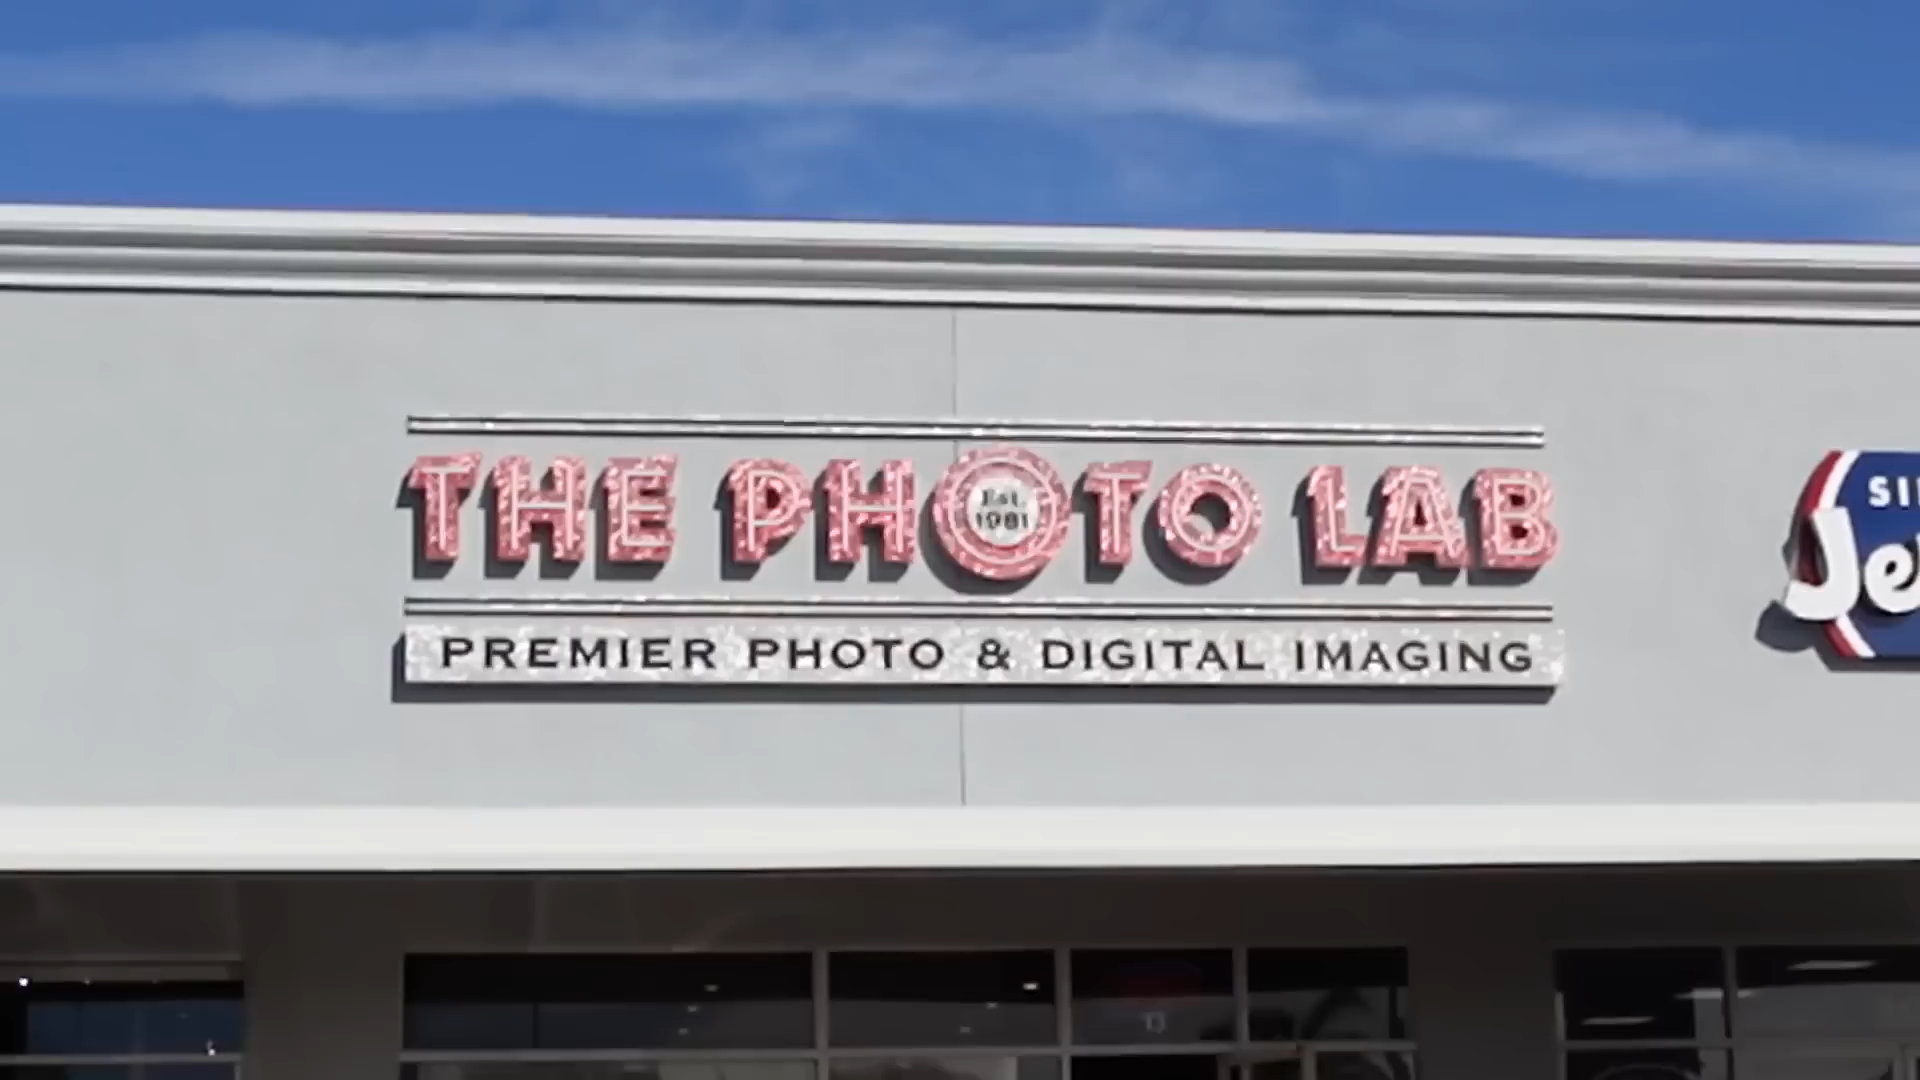 THE PHOTO LAB
Est.
1981
PREMIER PHOTO & DIGITAL IMAGING